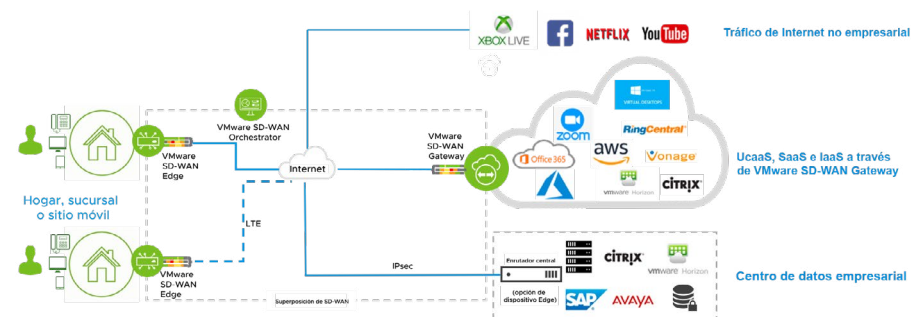 XBOX LIVE
NETFLIX
YouTube
Tráfico de Internet no empresarial
VIRTUAL DESKTOP
zoom
RingCentral
Office 365
aws
Vonage
vmware Horizon
CITRIX
UcaaS, SaaS e IaaS a través
de VMware SD-WAN Gateway
VMware SD-WAN
Orchestrator
VMware
SD-WAN
Gateway
VMware
SD-WAN
Edge
Internet
Hogar, sucursal
o sitio móvil
LTE
VMware
SD-WAN
Edge
IPsec
Superposición de SD-WAN
Enrutador central
(opción de
dispositivo Edge)
CITRIX
vmware Horizon
SAP
AVAYA
Centro de datos empresarial